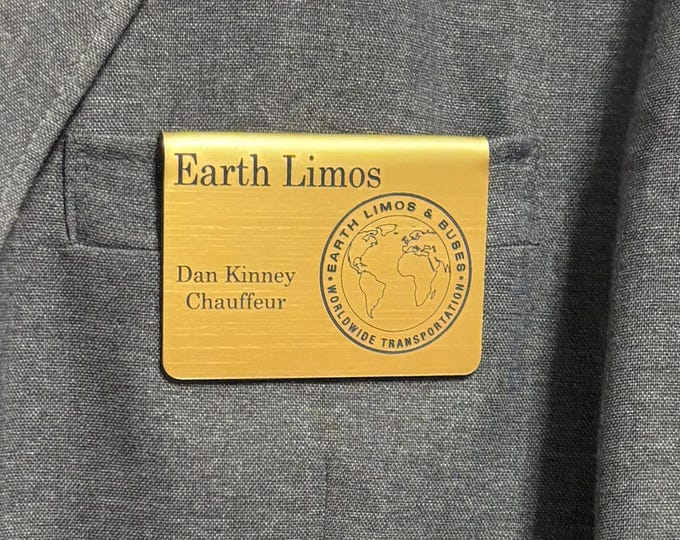 Earth Limos
EARTH LIMOS & BUSES
Dan Kinney
Chauffeur
WORLDWIDE TRANSPORTATION